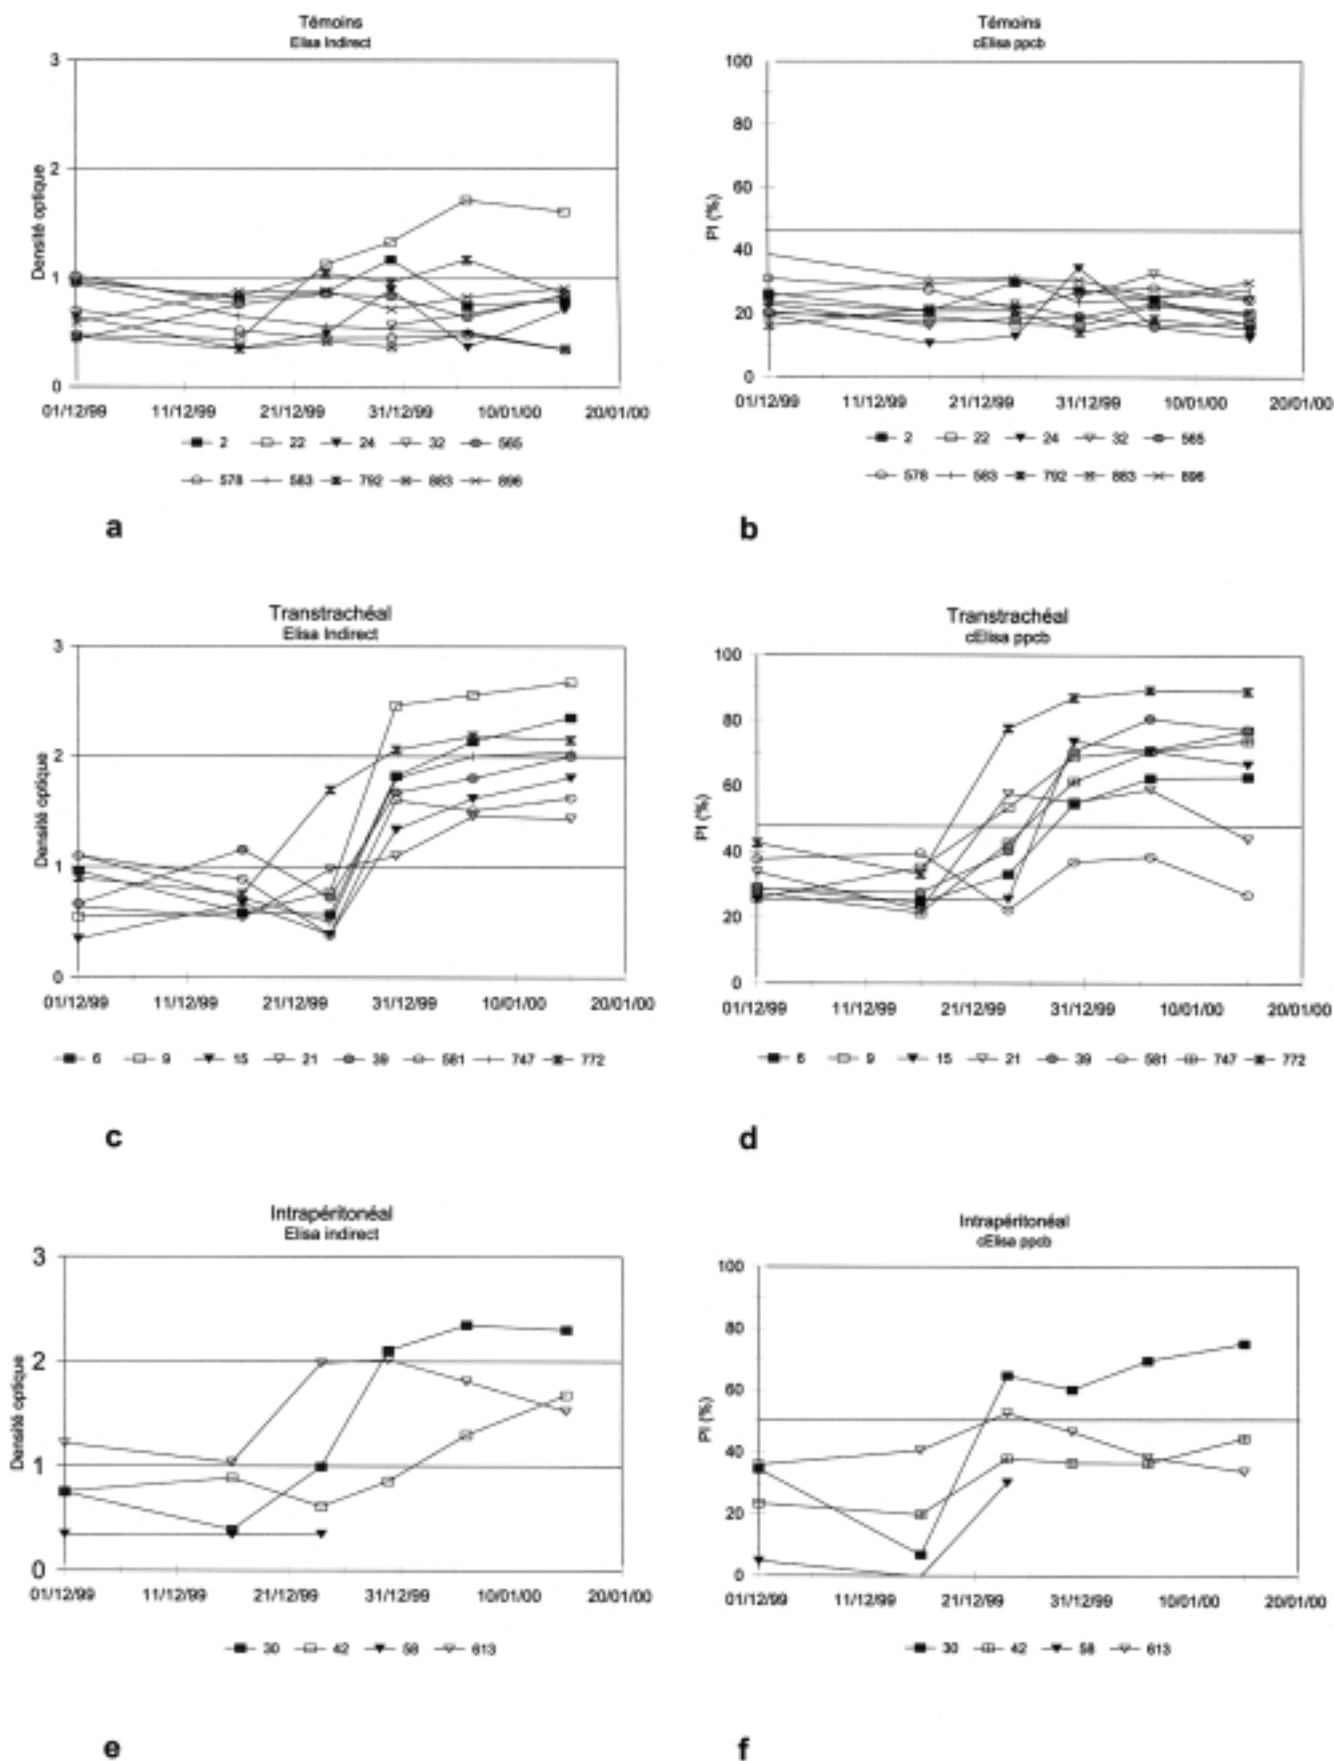 Témoins
Elisa Indirect
3
2
1
0
Densité optique
01/12/99 11/12/99 21/12/99 31/12/99 10/01/00 20/01/00
2 22 24 32 565
578 583 792 883 896
a
Témoins
cElisa ppcb
100
80
60
40
20
0
PI (%)
01/12/99 11/12/99 21/12/99 31/12/99 10/01/00 20/01/00
2 22 24 32 565
578 583 792 883 896
b
Transtrachéal
Elisa Indirect
3
2
1
0
Densité optique
01/12/99 11/12/99 21/12/99 31/12/99 10/01/00 20/01/00
6 9 15 21 39 581 747 772
c
Transtrachéal
cElisa ppcb
100
80
60
40
20
0
PI (%)
01/12/99 11/12/99 21/12/99 31/12/99 10/01/00 20/01/00
6 9 15 21 39 581 747 772
d
Intrapéritonéal
Elisa indirect
3
2
1
0
Densité optique
01/12/99 11/12/99 21/12/99 31/12/99 10/01/00 20/01/00
30 42 58 613
e
Intrapéritonéal
cElisa ppcb
100
80
60
40
20
0
PI (%)
01/12/99 11/12/99 21/12/99 31/12/99 10/01/00 20/01/00
30 42 58 613
f